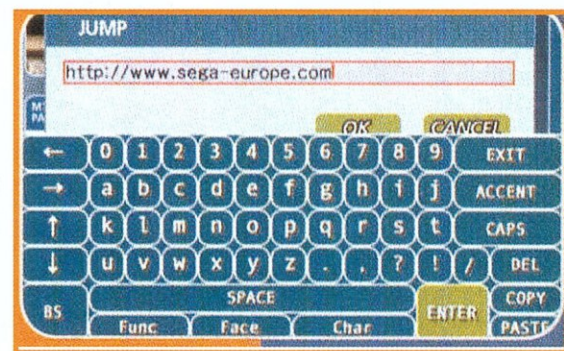 JUMP
http://www.sega-europe.com
OK CANCEL
← 0 1 2 3 4 5 6 7 8 9 EXIT
→ a b c d e f g h i j ACCENT
↑ k l m n o p q r s t CAPS
↓ u v w x y z . , ? ! / DEL
BS SPACE ENTER COPY
Func Face Char PASTE